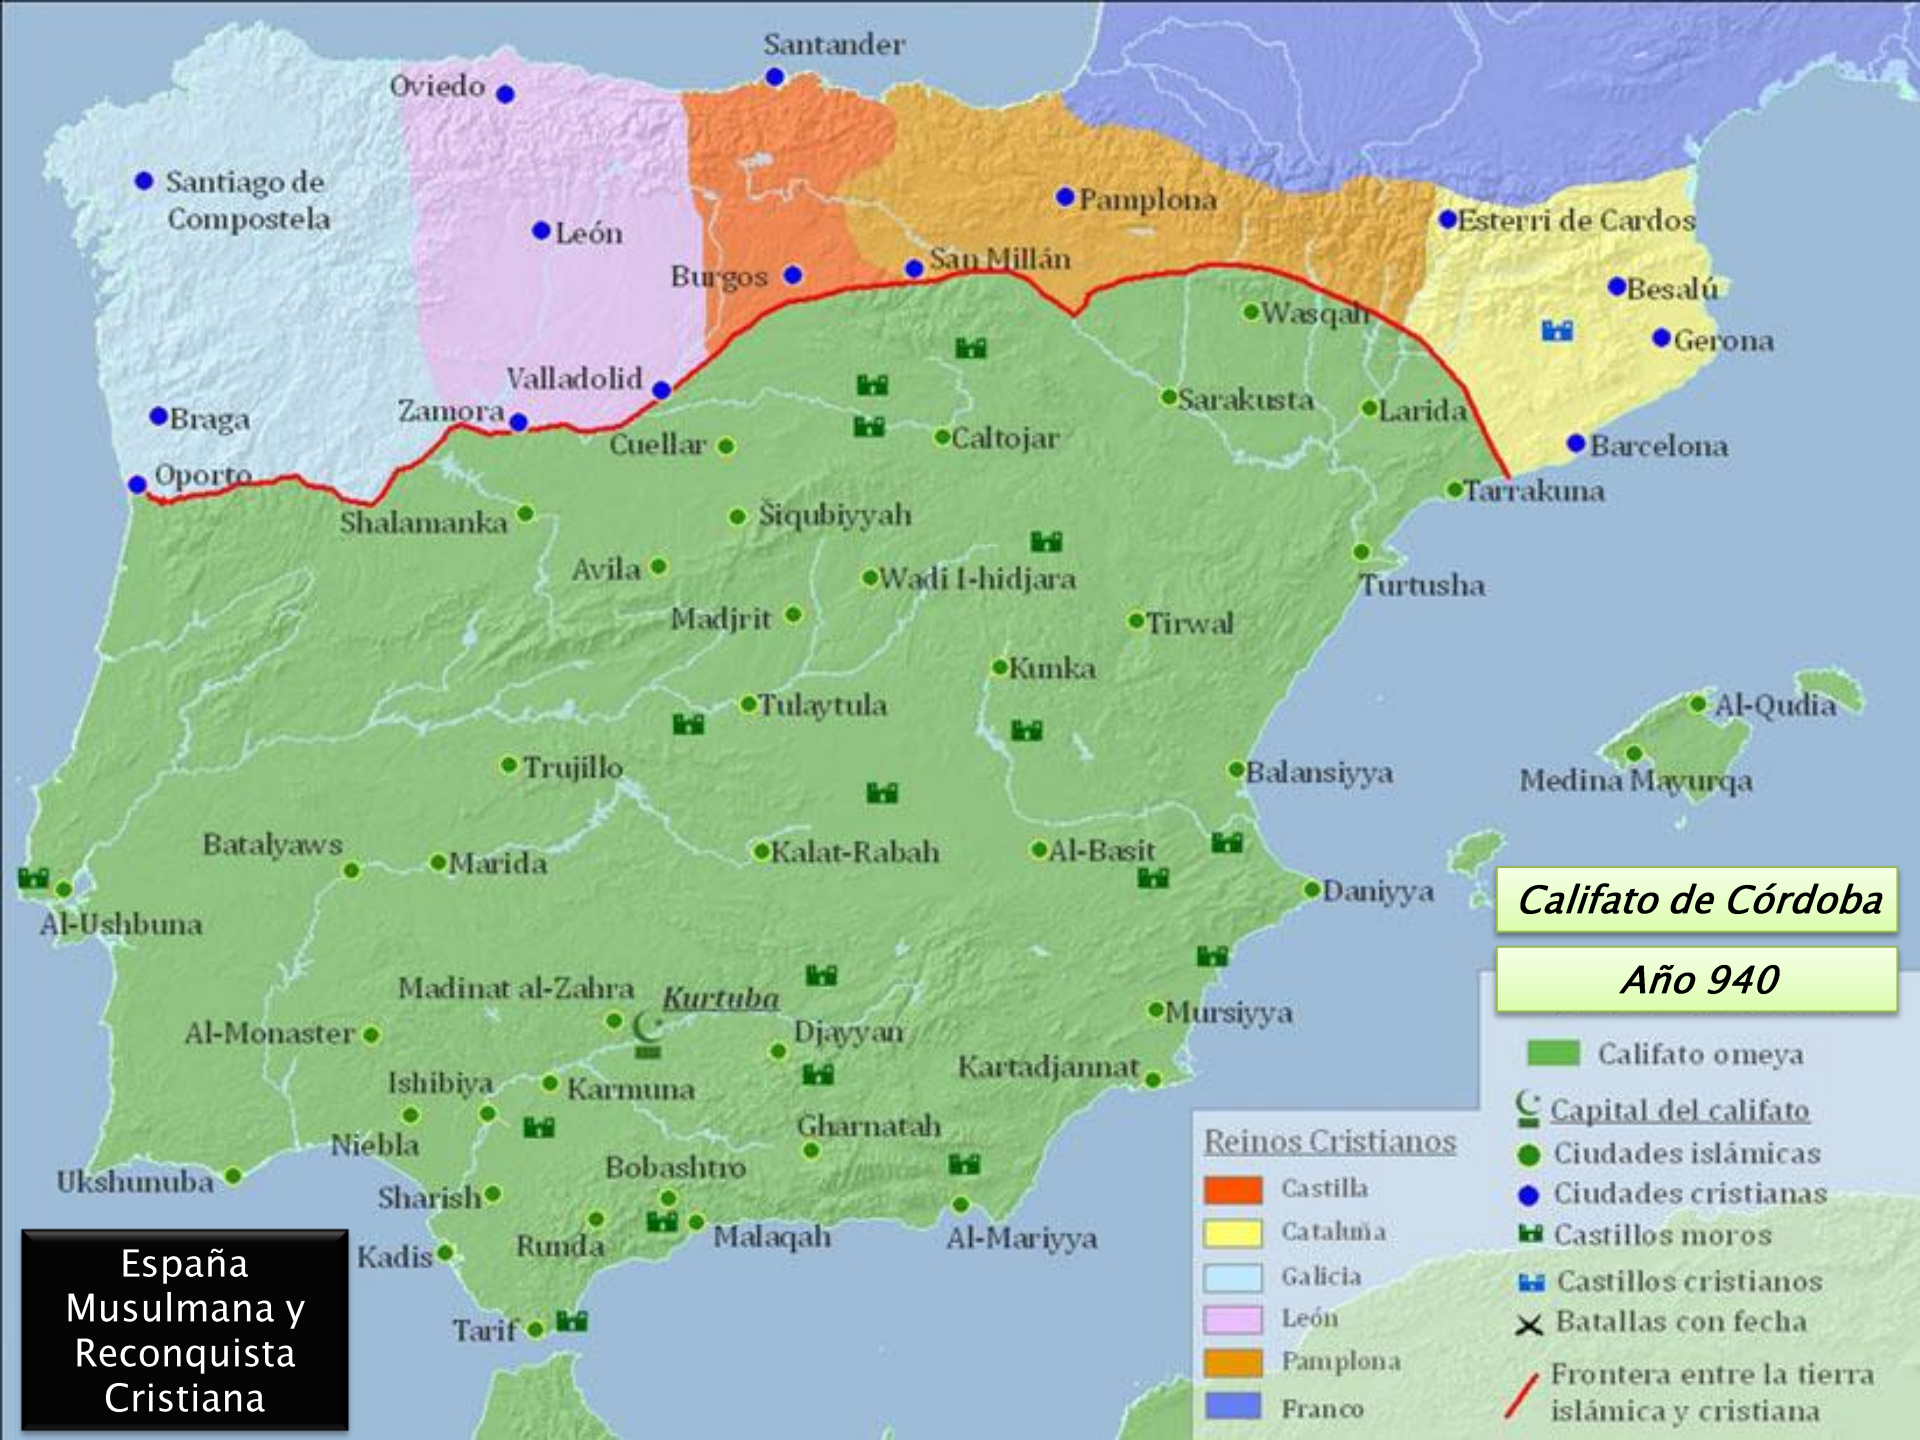 Santander
Oviedo
Santiago de
Compostela
Pamplona
Esterri de Cardos
León
San Millán
Burgos
Besalú
Wasqah
Gerona
Valladolid
Zamora
Sarakusta
Larida
Braga
Cuellar
Caltojar
Barcelona
Oporto
Tarrakuna
Shalamanka
Šiqubiyyah
Avila
Wadi I-hidjara
Turtusha
Madjrit
Tirwal
Kunka
Tulaytula
Al-Qudia
Trujillo
Balansiyya
Medina Mayurqa
Batalyaws
Marida
Kalat-Rabah
Al-Basit
Daniyya
Al-Ushbuna
Califato de Córdoba
Año 940
Madinat al-Zahra
Kurtuba
Al-Monaster
Djayyan
Mursiyya
Kartadjannat
Ishibiya
Karmuna
Niebla
Gharnatah
Ukshunuba
Bobashtro
Sharish
Runda
Malaqah
Al-Mariyya
Kadis
Tarif
España
Musulmana y
Reconquista
Cristiana
Reinos Cristianos
Castilla
Cataluña
Galicia
León
Pamplona
Franco
Califato omeya
Capital del califato
Ciudades islámicas
Ciudades cristianas
Castillos moros
Castillos cristianos
Batallas con fecha
Frontera entre la tierra
islámica y cristiana